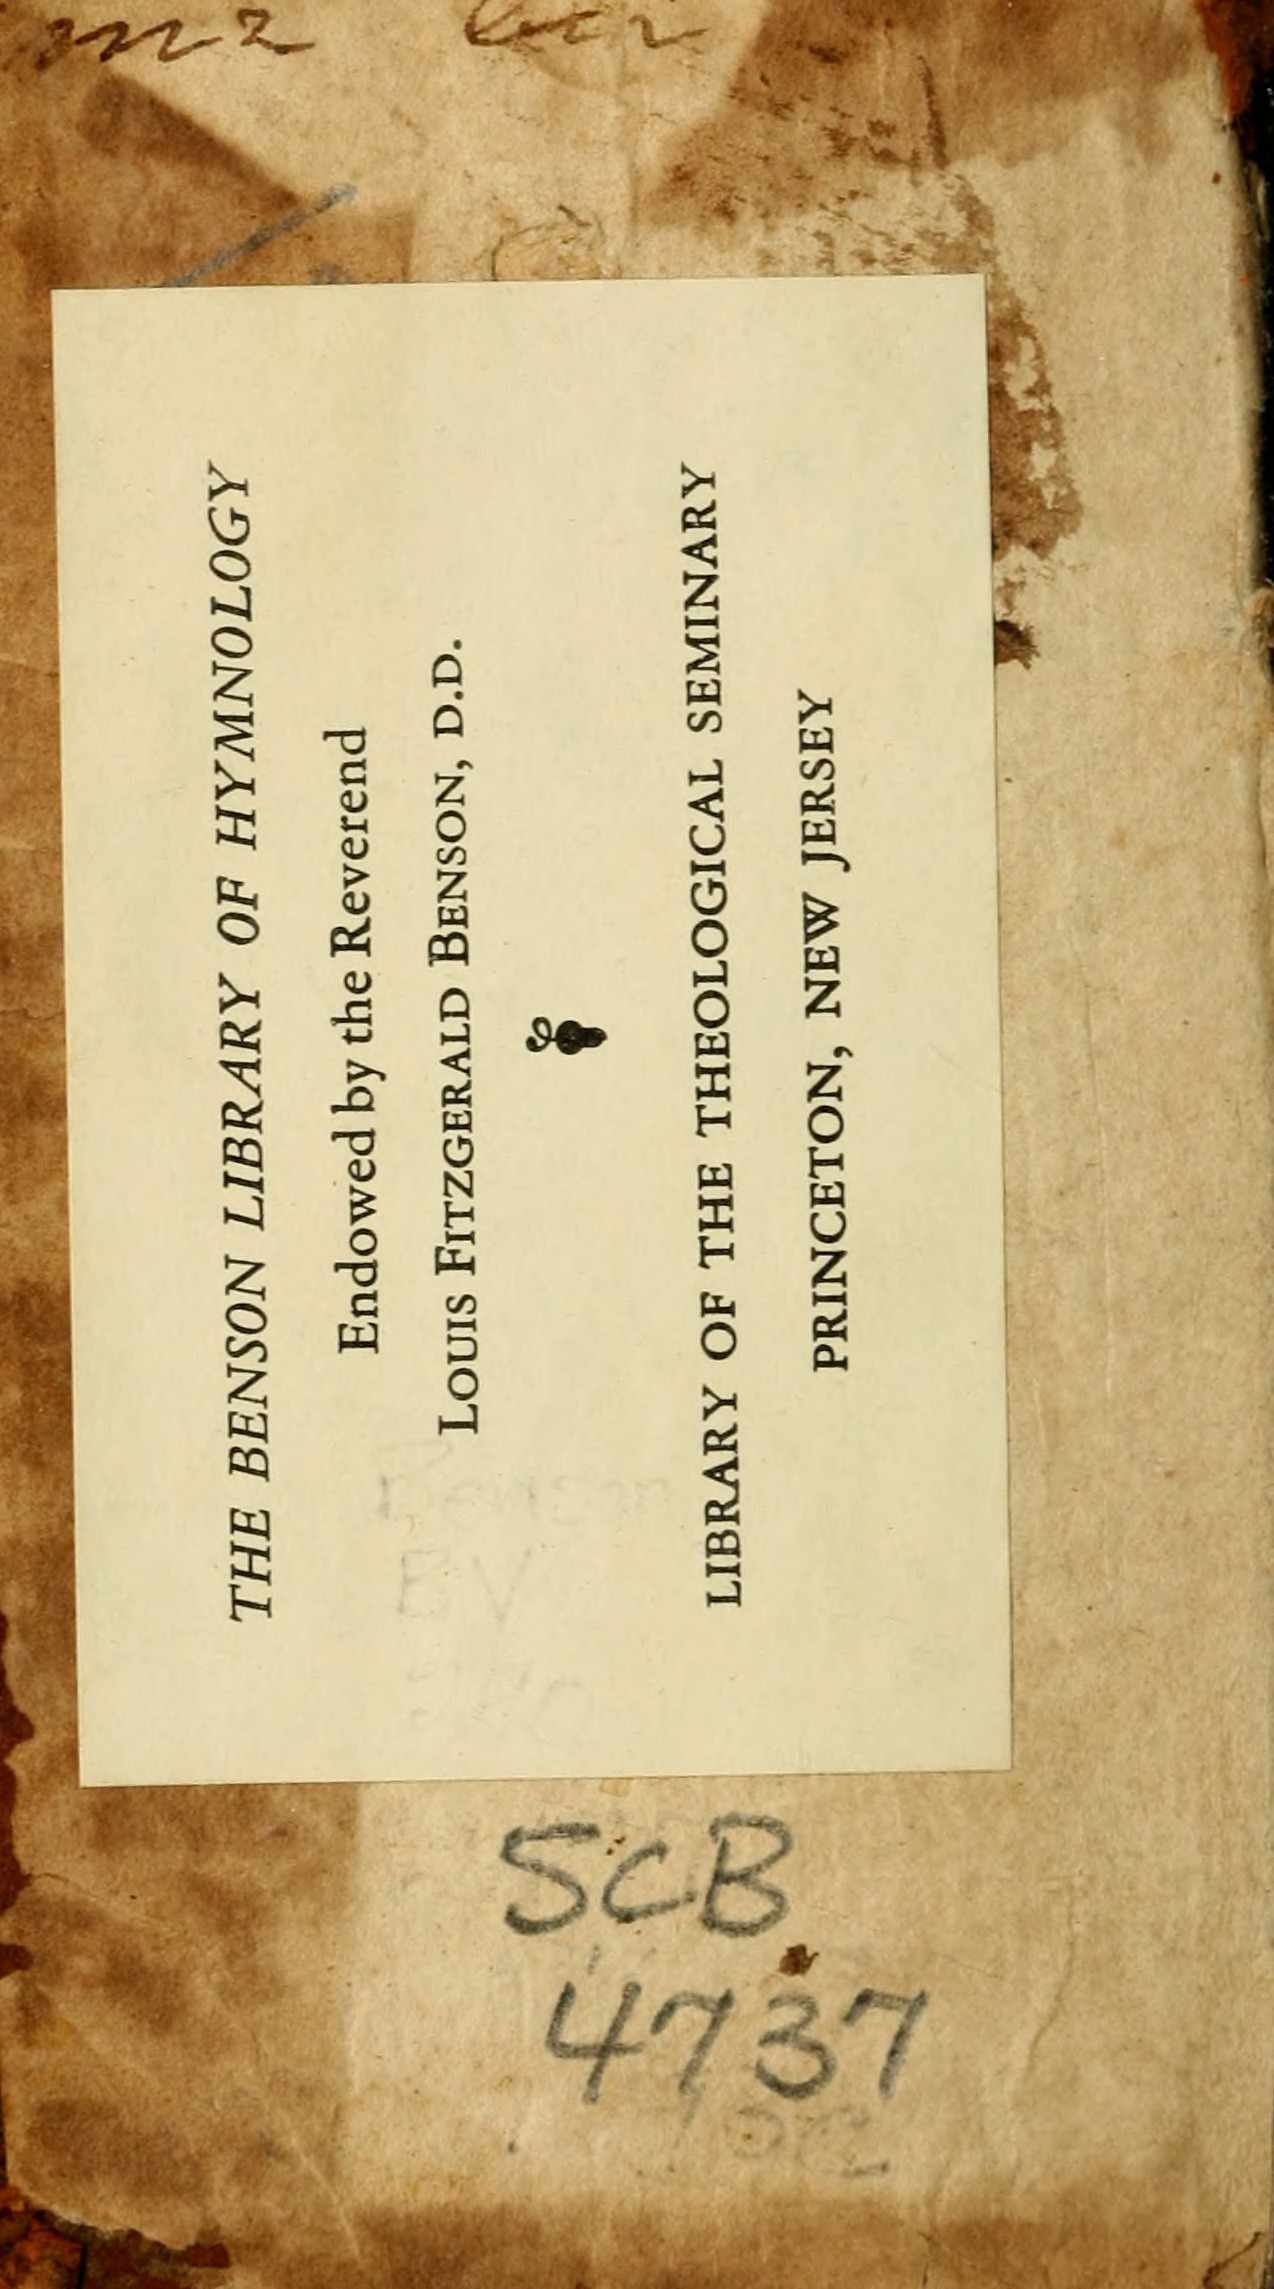 THE BENSON LIBRARY OF HYMNOLOGY
Endowed by the Reverend
LOUIS FITZGERALD BENSON, D.D.
LIBRARY OF THE THEOLOGICAL SEMINARY
PRINCETON, NEW JERSEY
SCB
4737